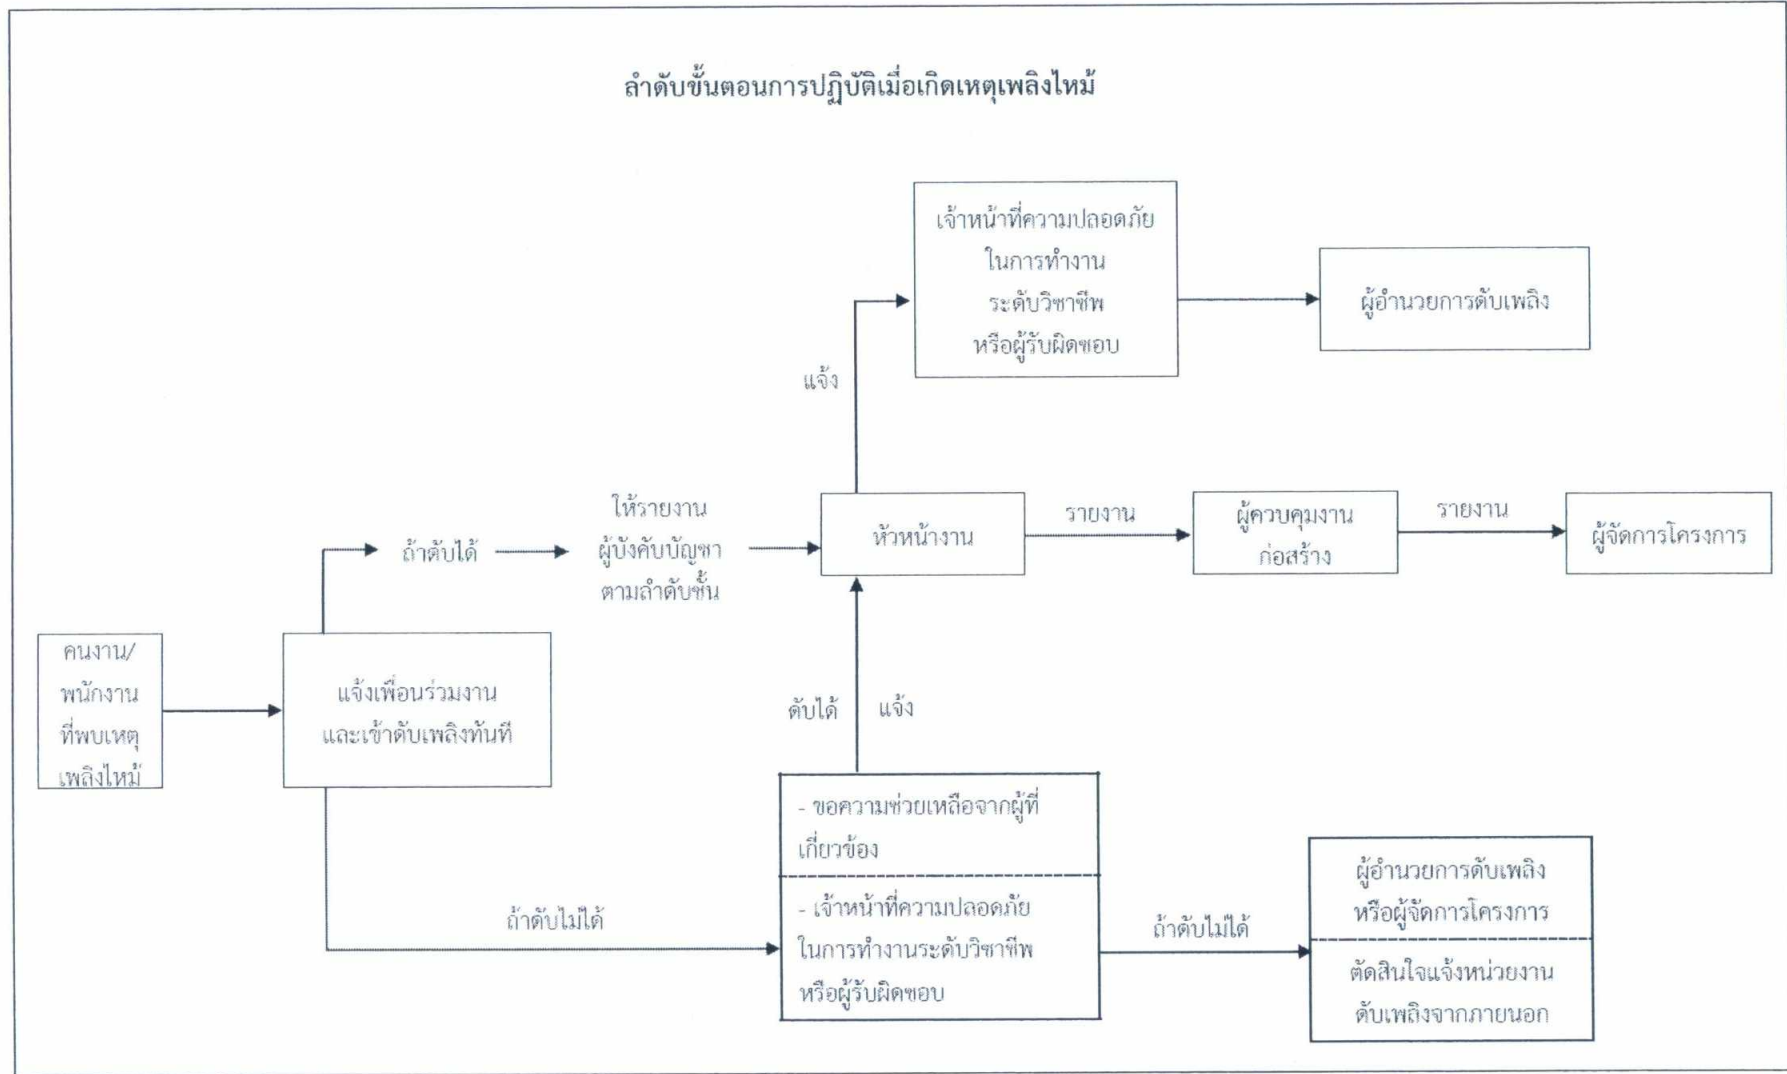 ลำดับขั้นตอนการปฏิบัติเมื่อเกิดเหตุเพลิงไหม้
เจ้าหน้าที่ความปลอดภัย
ในการทำงาน
ระดับวิชาชีพ
หรือผู้รับผิดชอบ
ผู้อำนวยการดับเพลิง
แจ้ง
ถ้าดับได้
ให้รายงาน
ผู้บังคับบัญชา
ตามลำดับชั้น
หัวหน้างาน
รายงาน
ผู้ควบคุมงาน
ก่อสร้าง
รายงาน
ผู้จัดการโครงการ
คนงาน/
พนักงาน
ที่พบเหตุ
เพลิงไหม้
แจ้งเพื่อนร่วมงาน
และเข้าดับเพลิงทันที
ดับได้
แจ้ง
ถ้าดับไม่ได้
- ขอความช่วยเหลือจากผู้ที่
เกี่ยวข้อง
- เจ้าหน้าที่ความปลอดภัย
ในการทำงานระดับวิชาชีพ
หรือผู้รับผิดชอบ
ถ้าดับไม่ได้
ผู้อำนวยการดับเพลิง
หรือผู้จัดการโครงการ
ตัดสินใจแจ้งหน่วยงาน
ดับเพลิงจากภายนอก